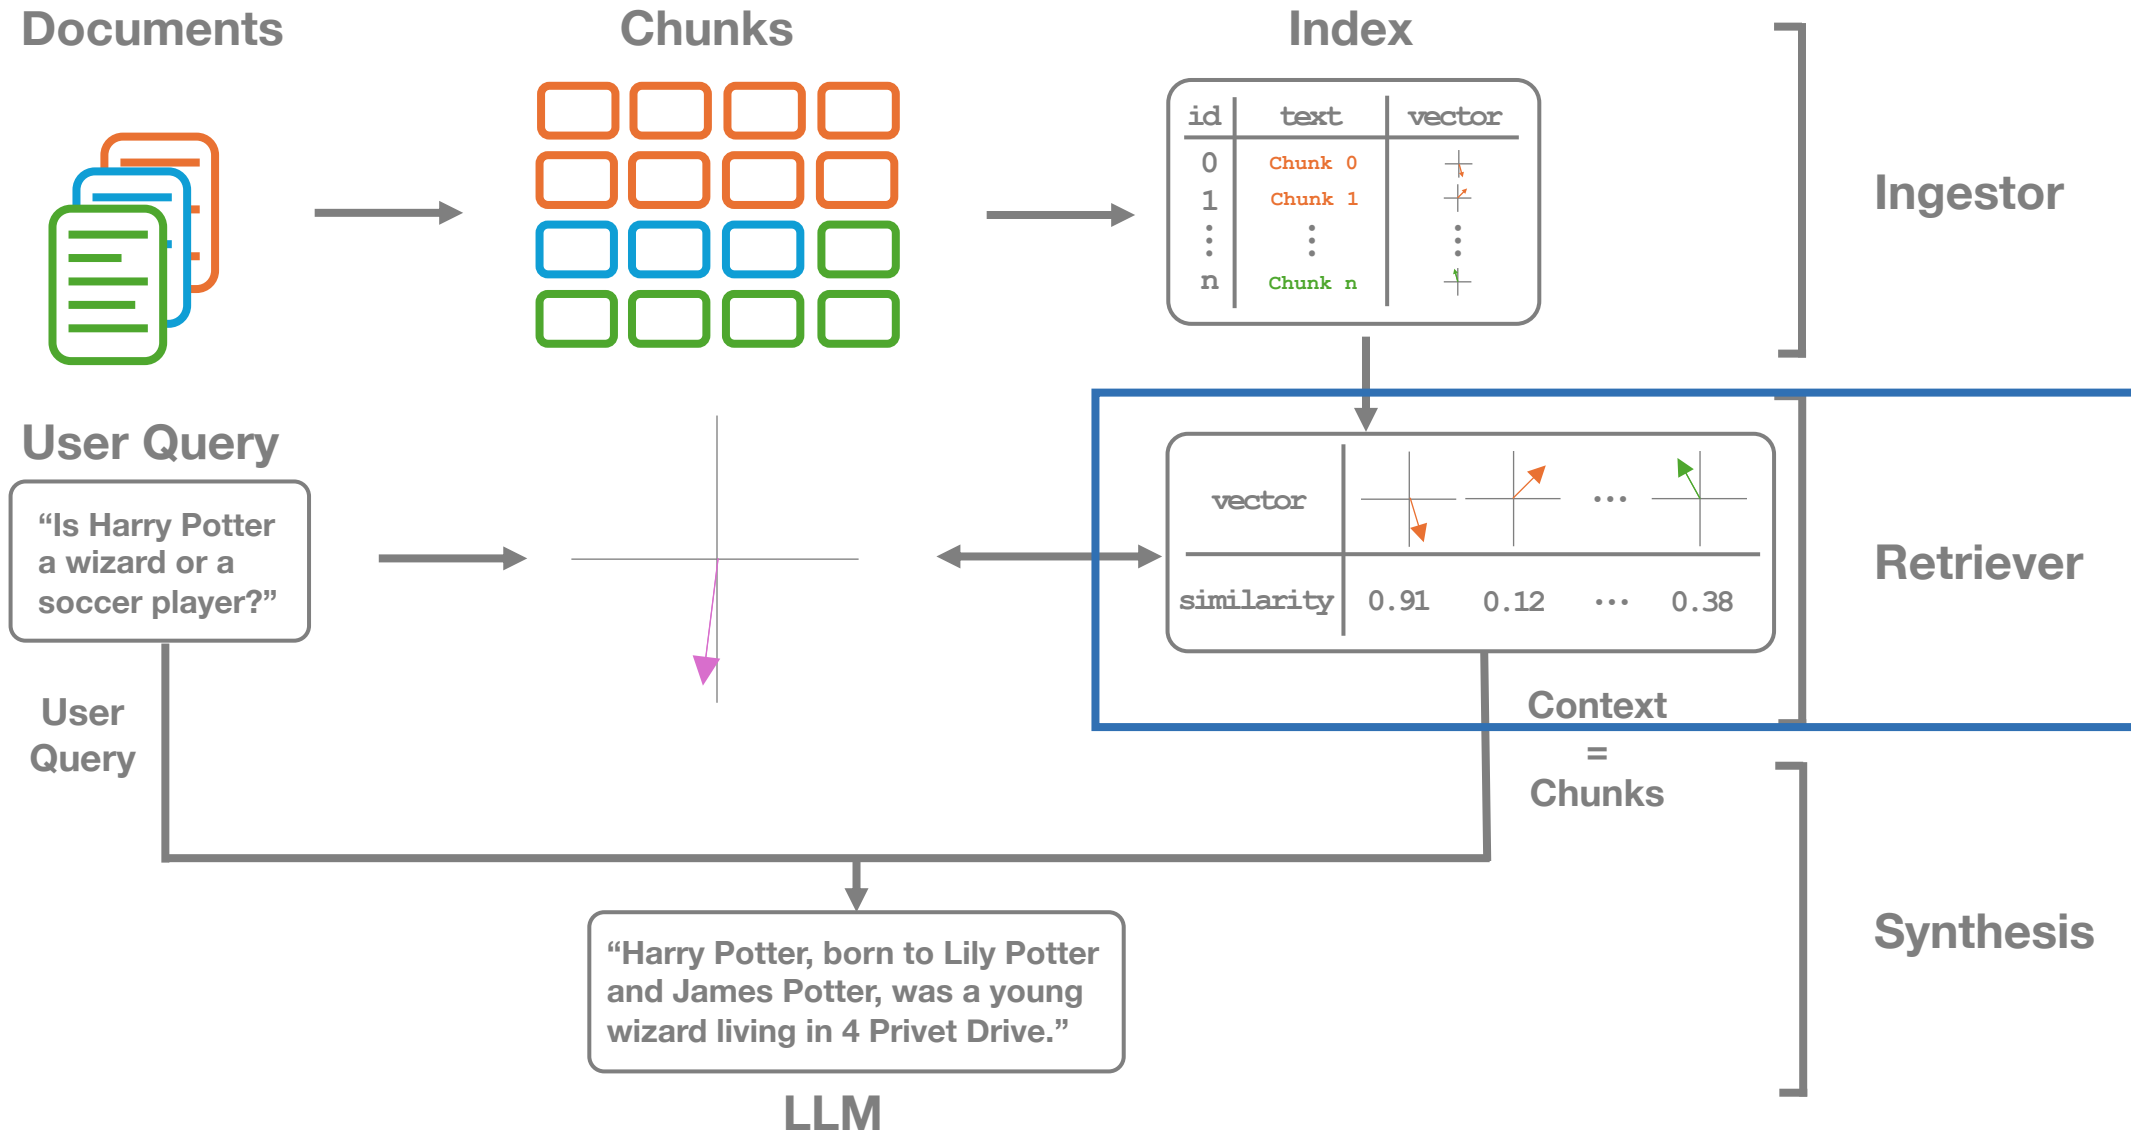 Documents
Chunks
Index
id text vector
0 Chunk 0
1 Chunk 1
n Chunk n
Ingestor
User Query
“Is Harry Potter
a wizard or a
soccer player?”
vector
...
similarity 0.91 0.12 ... 0.38
Retriever
User
Query
Context
=
Chunks
Synthesis
“Harry Potter, born to Lily Potter
and James Potter, was a young
wizard living in 4 Privet Drive.”
LLM